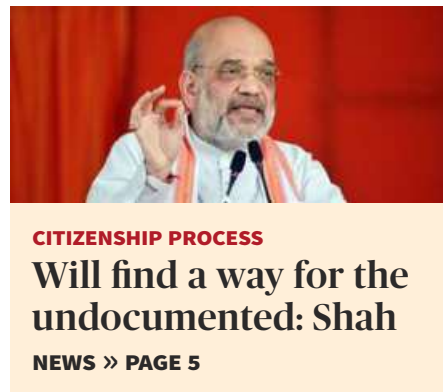 CITIZENSHIP PROCESS
Will find a way for the
undocumented: Shah
NEWS » PAGE 5